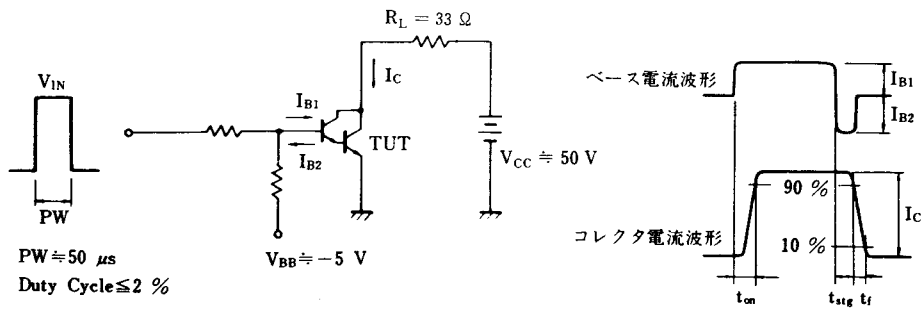 R_L = 33 Ω
V_IN
I_C
I_B1
TUT
I_B2
V_CC ≒ 50 V
PW
V_BB ≒ −5 V
PW ≒ 50 μs
Duty Cycle ≦ 2 %
ベース電流波形
I_B1
I_B2
90 %
I_C
コレクタ電流波形
10 %
t_on
t_stg
t_f